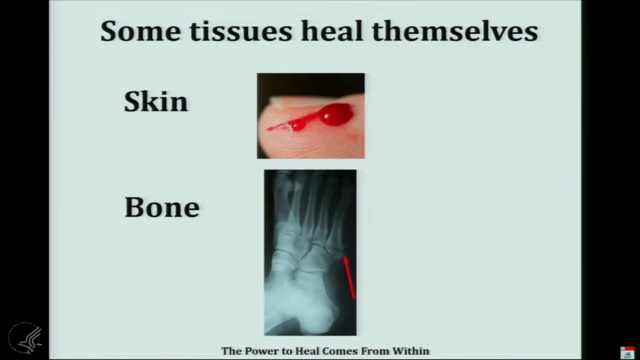 Some tissues heal themselves
Skin
Bone
The Power to Heal Comes From Within